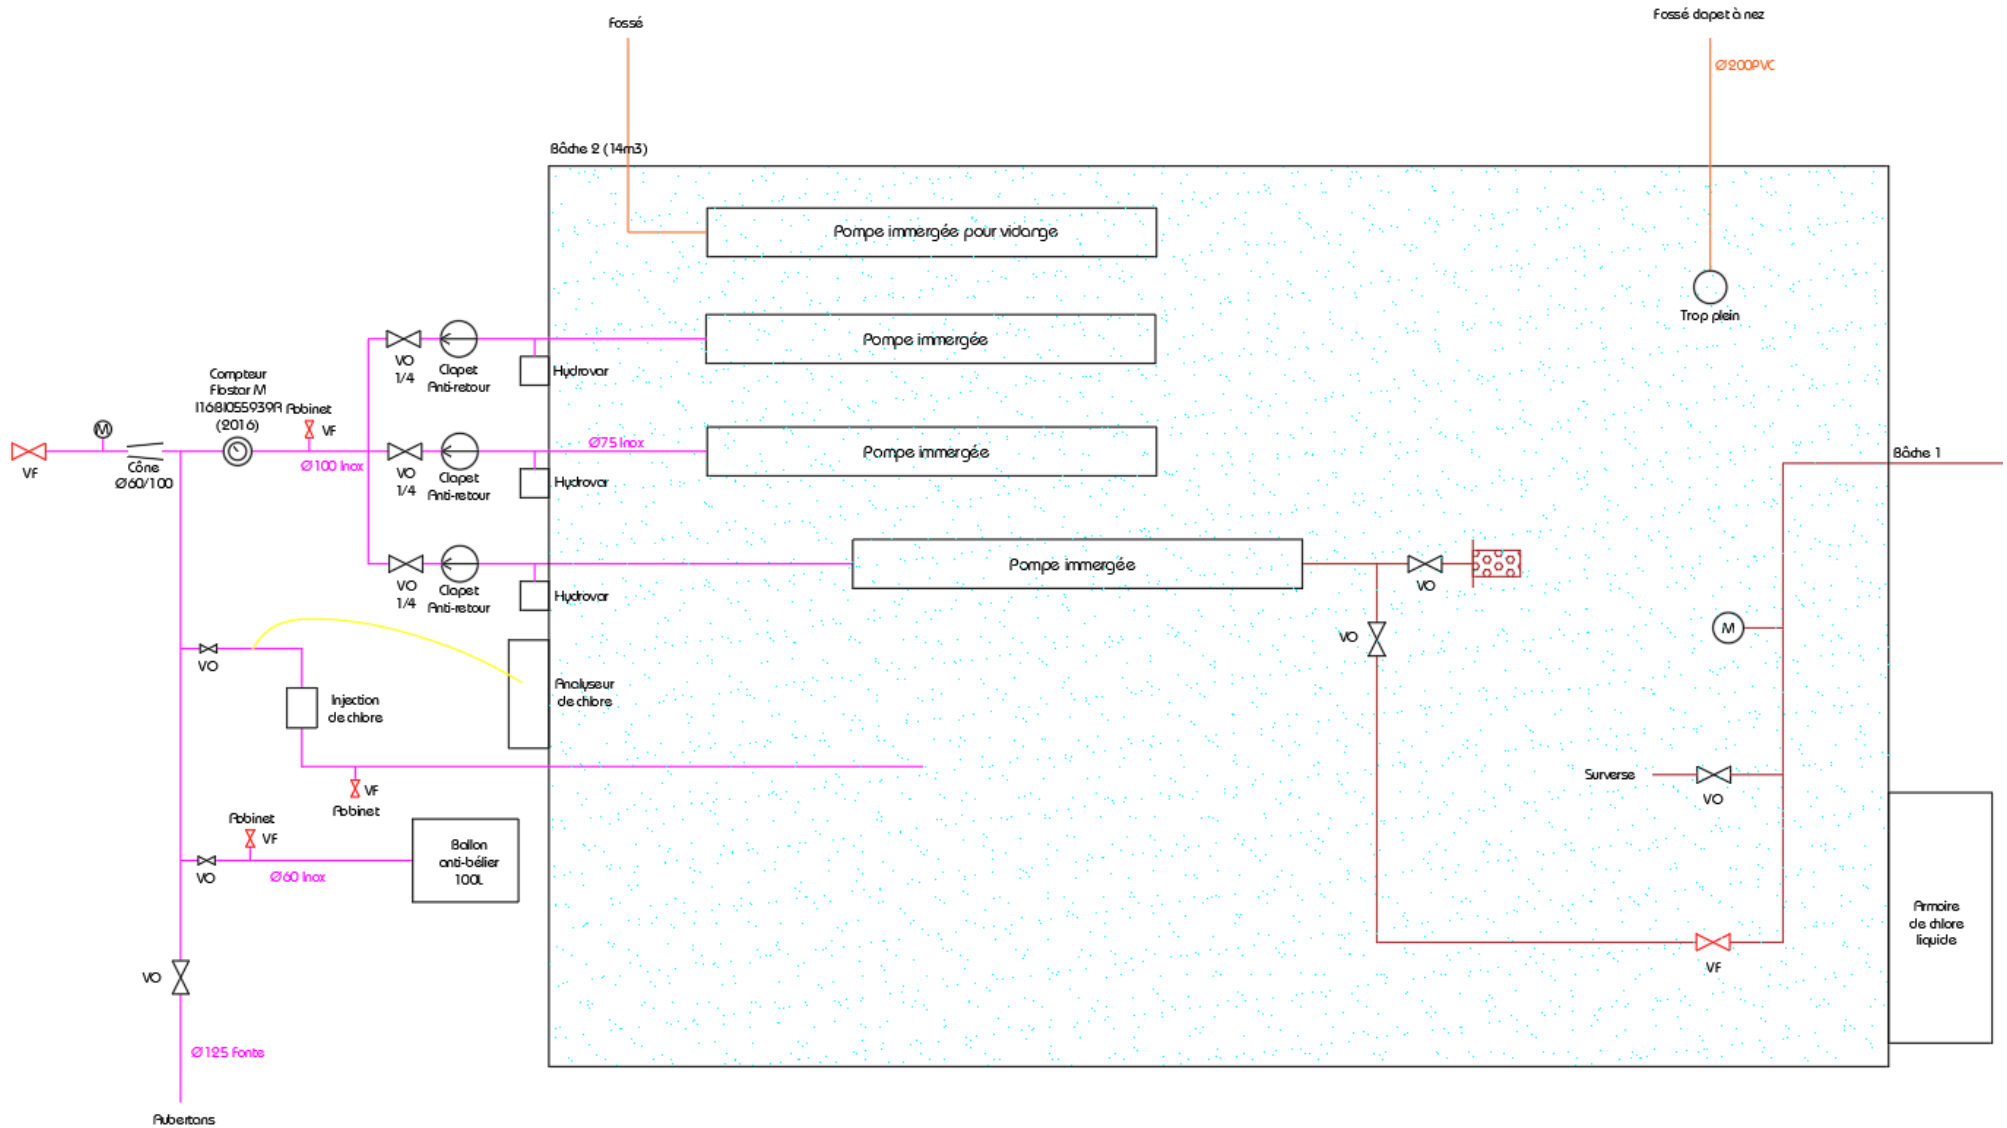 Fossé
Fossé clapet à nez
Ø200PVC
Bâche 2 (14m3)
Pompe immergée pour vidange
Trop plein
Pompe immergée
VO
1/4
Clapet
Anti-retour
Hydrovar
Compteur
Flostar M
I16BI055939R
(2016)
Robinet
VF
M
VF
Cône
Ø60/100
Ø100 Inox
VO
1/4
Clapet
Anti-retour
Ø75 Inox
Hydrovar
Pompe immergée
Bâche 1
VO
1/4
Clapet
Anti-retour
Hydrovar
Pompe immergée
VO
VO
M
VO
Injection
de chlore
Analyseur
de chlore
VF
Robinet
Surverse
VO
Robinet
VF
VO
Ø60 Inox
Ballon
anti-bélier
100L
Armoire
de chlore
liquide
VF
VO
Ø125 Fonte
Aubertans